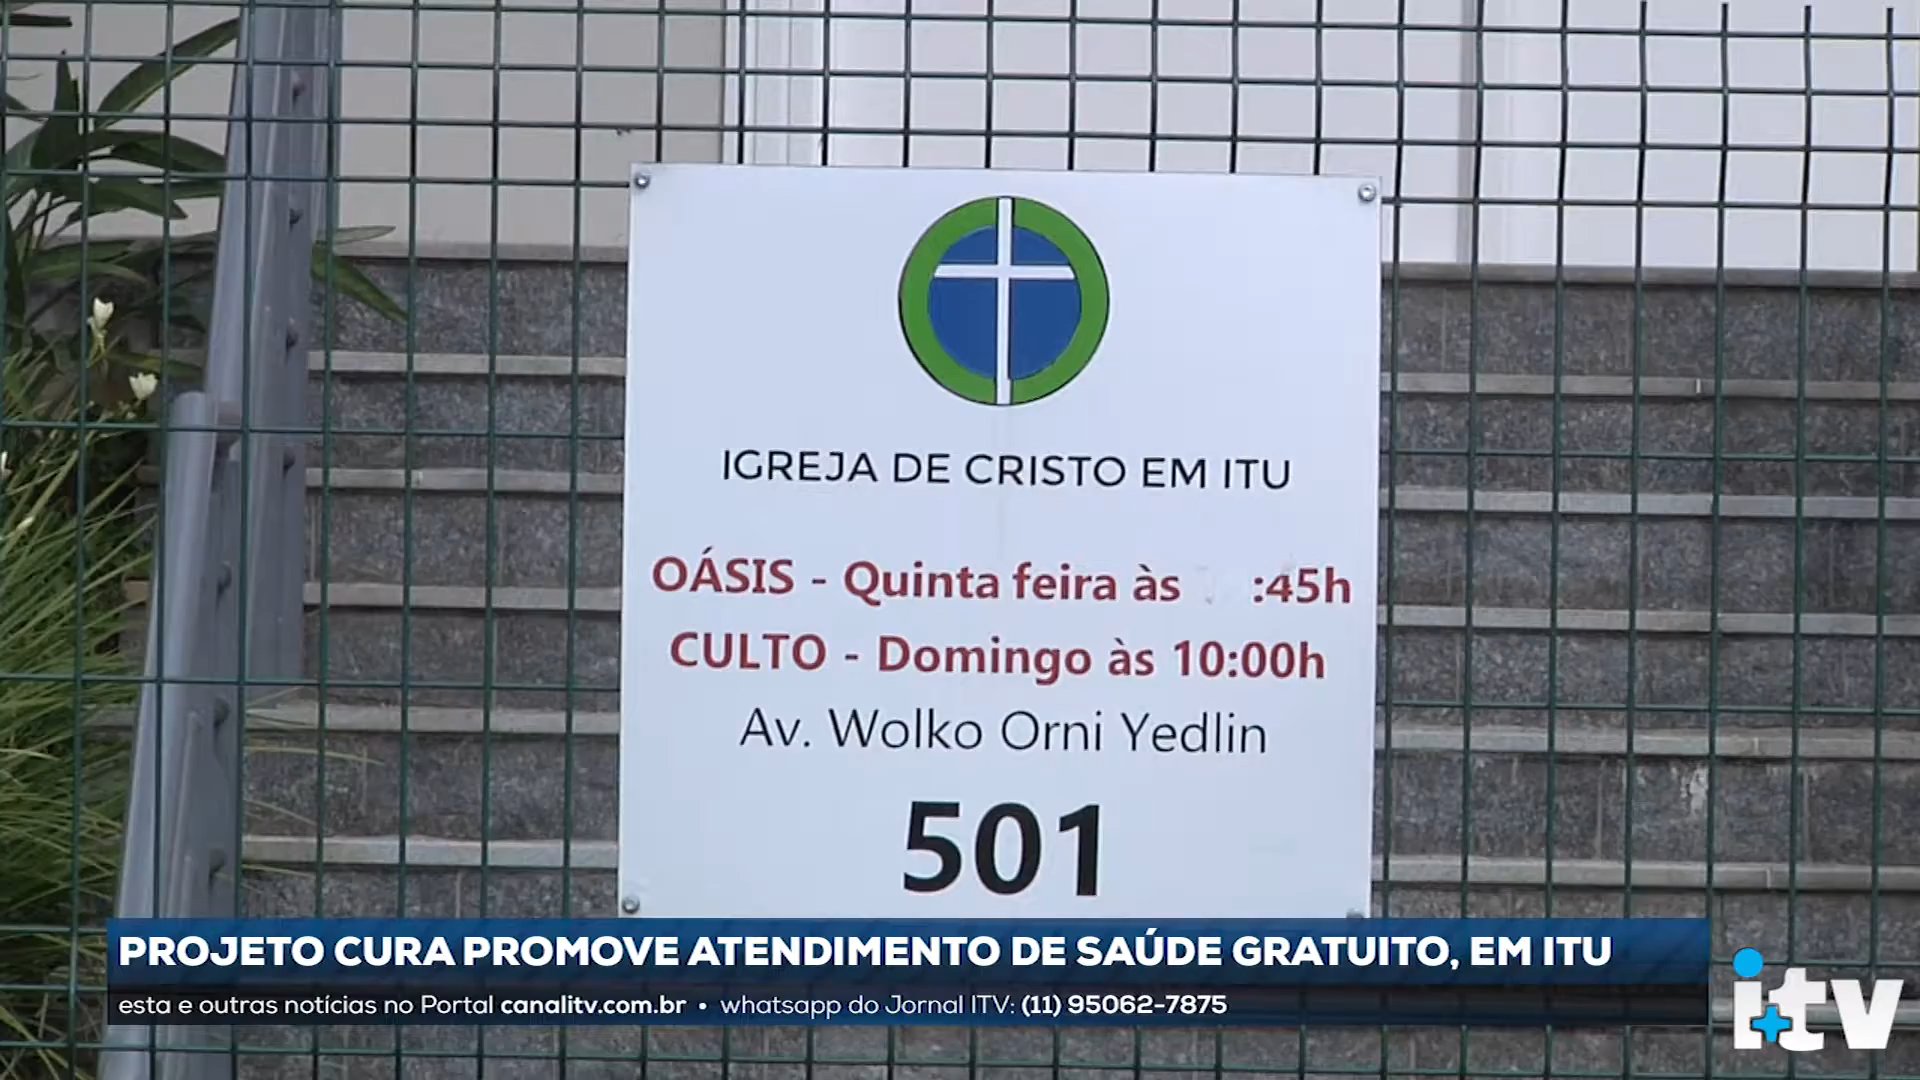 IGREJA DE CRISTO EM ITU
OÁSIS - Quinta feira às :45h
CULTO - Domingo às 10:00h
Av. Wolko Orni Yedlin
501
PROJETO CURA PROMOVE ATENDIMENTO DE SAÚDE GRATUITO, EM ITU
esta e outras notícias no Portal canalitv.com.br • whatsapp do Jornal ITV: (11) 95062-7875
itv